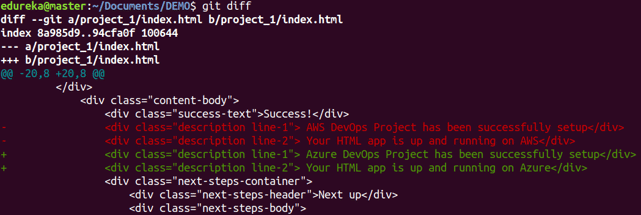 edureka@master:~/Documents/DEMO$ git diff
diff --git a/project_1/index.html b/project_1/index.html
index 8a985d9..94cfa0f 100644
--- a/project_1/index.html
+++ b/project_1/index.html
@@ -20,8 +20,8 @@
         </div>
            <div class="content-body">
                <div class="success-text">Success!</div>
-               <div class="description line-1"> AWS DevOps Project has been successfully setup</div>
-               <div class="description line-2"> Your HTML app is up and running on AWS</div>
+               <div class="description line-1"> Azure DevOps Project has been successfully setup</div>
+               <div class="description line-2"> Your HTML app is up and running on Azure</div>
                <div class="next-steps-container">
                    <div class="next-steps-header">Next up</div>
                    <div class="next-steps-body">